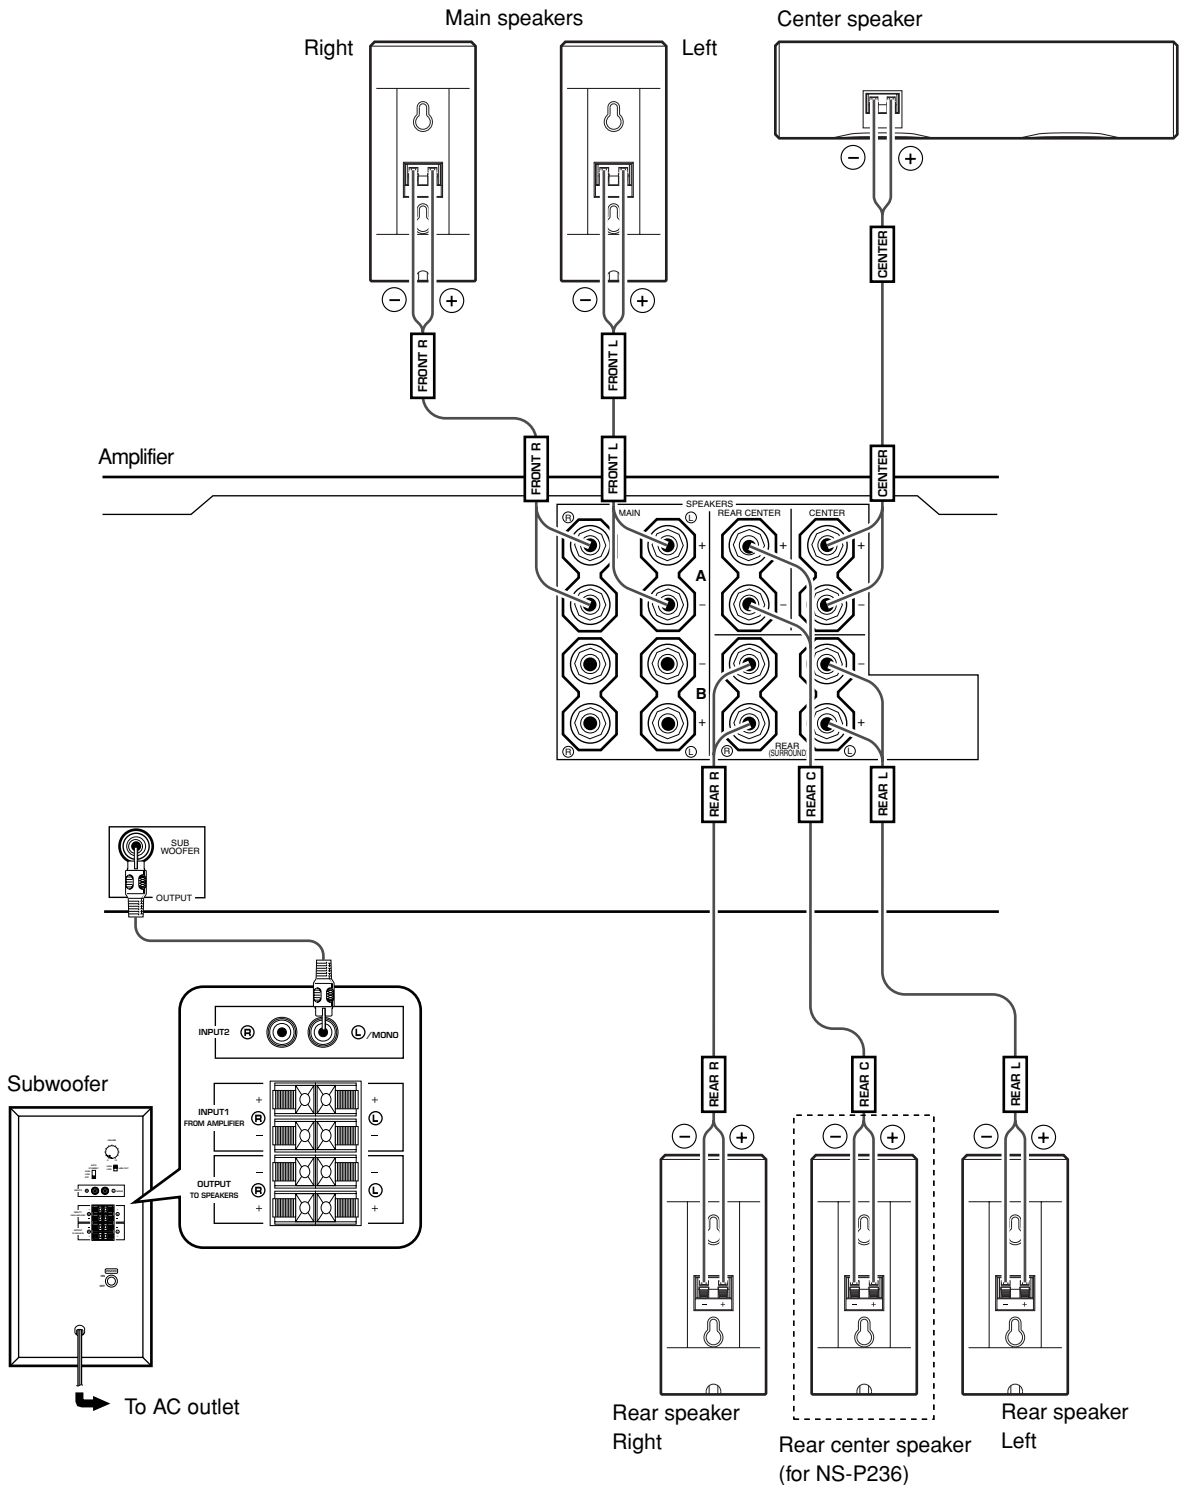 Main speakers
Center speaker
Right
Left
− +
− +
− +
CENTER
FRONT R
FRONT L
Amplifier
FRONT R
FRONT L
CENTER
SPEAKERS
R MAIN L REAR CENTER CENTER
+ + +
A
− − −
− −
B
+ +
R L R REAR (SURROUND) L
REAR R
REAR C
REAR L
SUB WOOFER
OUTPUT
INPUT2 R L /MONO
INPUT1
FROM AMPLIFIER
+ R − + L −
OUTPUT
TO SPEAKERS
− R + − L +
Subwoofer
REAR R
REAR C
REAR L
− +
− +
− +
− +
− +
− +
To AC outlet
Rear speaker
Right
Rear center speaker
(for NS-P236)
Rear speaker
Left